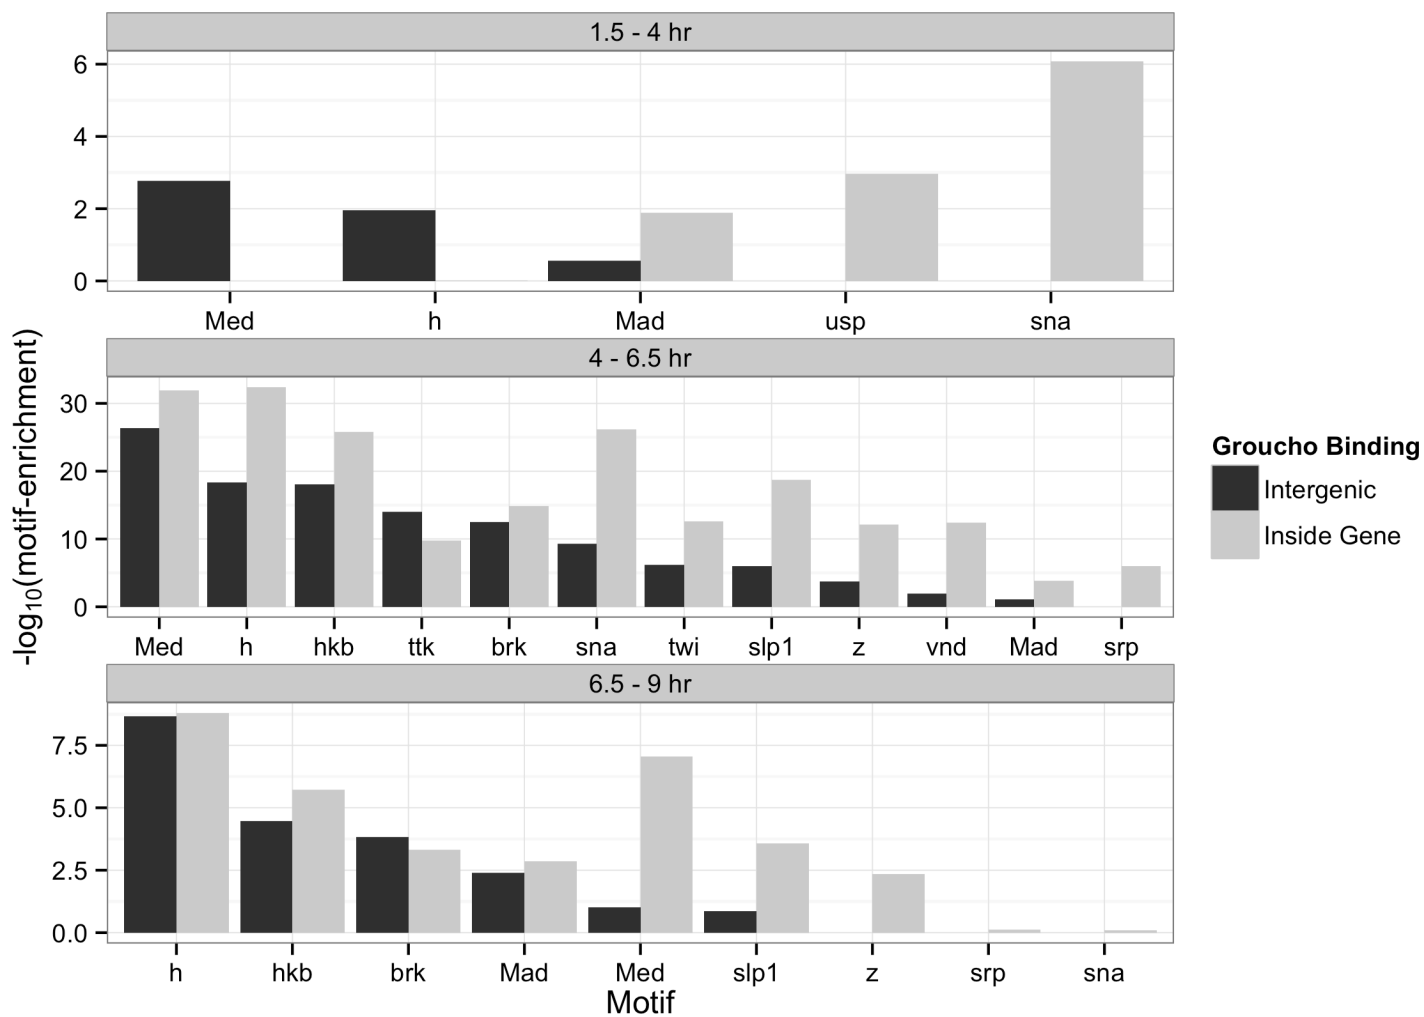 1.5 - 4 hr
6
4
2
0
Med h Mad usp sna
4 - 6.5 hr
30
20
10
0
Med h hkb ttk brk sna twi slp1 z vnd Mad srp
6.5 - 9 hr
7.5
5.0
2.5
0.0
h hkb brk Mad Med slp1 z srp sna
Motif
-log₁₀(motif-enrichment)
Groucho Binding
Intergenic
Inside Gene